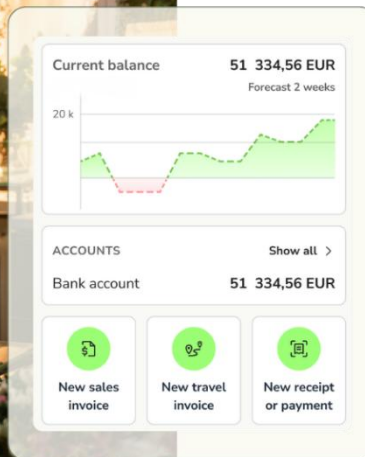 Current balance 51 334,56 EUR
Forecast 2 weeks
20 k
ACCOUNTS Show all >
Bank account 51 334,56 EUR
New sales
invoice
New travel
invoice
New receipt
or payment